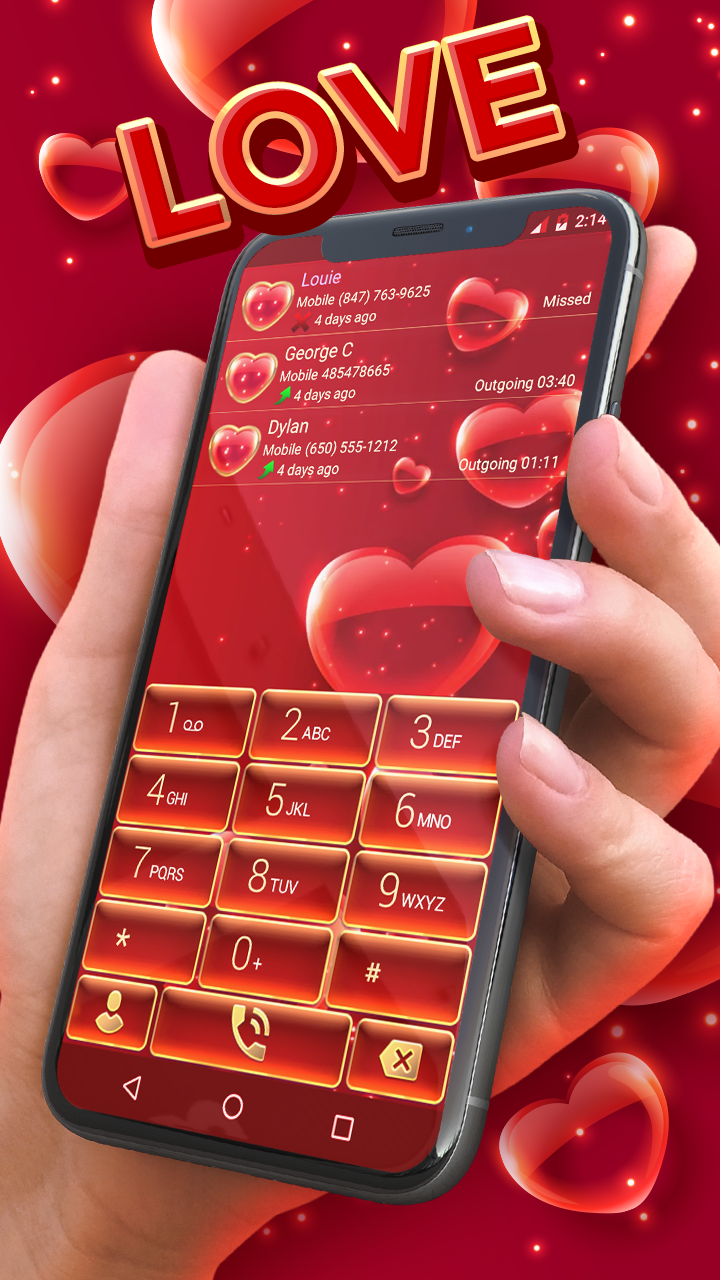 LOVE
2:14
Louie
Mobile (847) 763-9625
4 days ago
Missed
George C
Mobile 485478665
4 days ago
Outgoing 03:40
Dylan
Mobile (650) 555-1212
4 days ago
Outgoing 01:11
1
2 ABC
3 DEF
4 GHI
5 JKL
6 MNO
7 PQRS
8 TUV
9 WXYZ
*
0 +
#